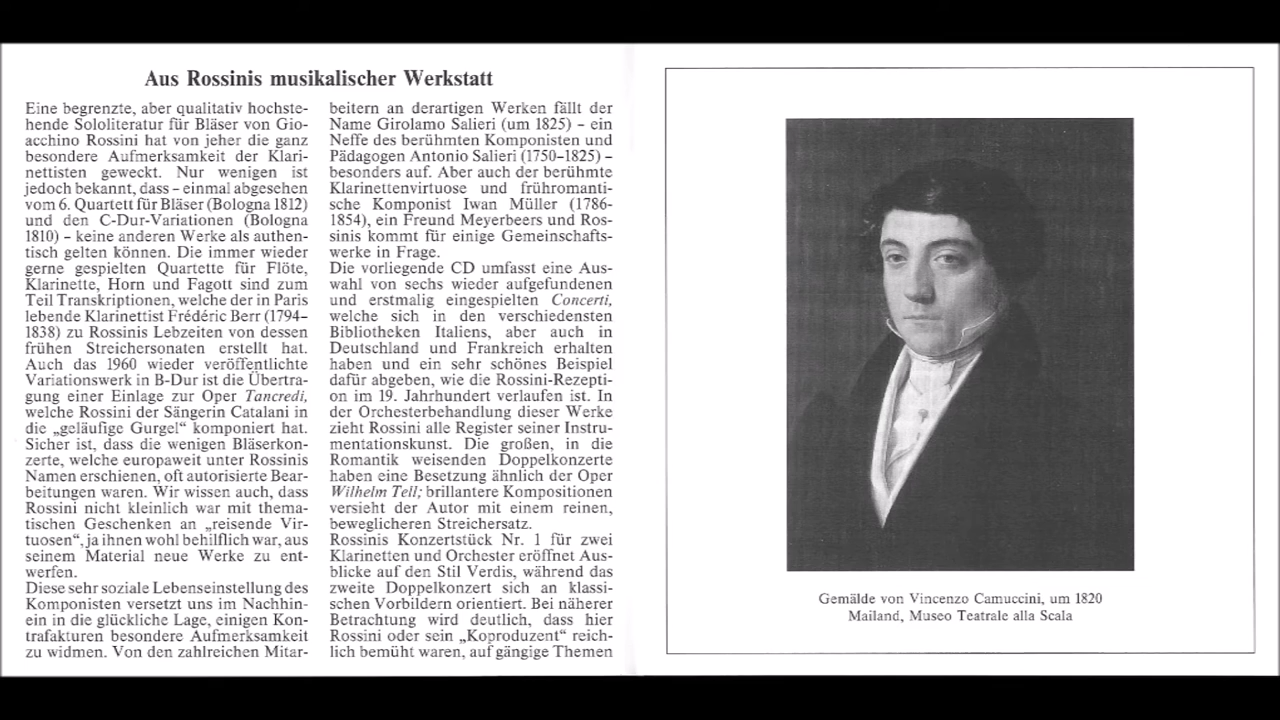 Aus Rossinis musikalischer Werkstatt
Eine begrenzte, aber qualitativ hochste-
hende Sololiteratur für Bläser von Gio-
acchino Rossini hat von jeher die ganz
besondere Aufmerksamkeit der Klari-
nettisten geweckt. Nur wenigen ist
jedoch bekannt, dass – einmal abgesehen
vom 6. Quartett für Bläser (Bologna 1812)
und den C-Dur-Variationen (Bologna
1810) – keine anderen Werke als authen-
tisch gelten können. Die immer wieder
gerne gespielten Quartette für Flöte,
Klarinette, Horn und Fagott sind zum
Teil Transkriptionen, welche der in Paris
lebende Klarinettist Frédéric Berr (1794–
1838) zu Rossinis Lebzeiten von dessen
frühen Streichersonaten erstellt hat.
Auch das 1960 wieder veröffentlichte
Variationswerk in B-Dur ist die Übertra-
gung einer Einlage zur Oper Tancredi,
welche Rossini der Sängerin Catalani in
die „geläufige Gurgel“ komponiert hat.
Sicher ist, dass die wenigen Bläserkon-
zerte, welche europaweit unter Rossinis
Namen erschienen, oft autorisierte Bear-
beitungen waren. Wir wissen auch, dass
Rossini nicht kleinlich war mit thema-
tischen Geschenken an „reisende Vir-
tuosen“, ja ihnen wohl behilflich war, aus
seinem Material neue Werke zu ent-
werfen.
Diese sehr soziale Lebenseinstellung des
Komponisten versetzt uns im Nachhin-
ein in die glückliche Lage, einigen Kon-
trafakturen besondere Aufmerksamkeit
zu widmen. Von den zahlreichen Mitar-
beitern an derartigen Werken fällt der
Name Girolamo Salieri (um 1825) – ein
Neffe des berühmten Komponisten und
Pädagogen Antonio Salieri (1750–1825) –
besonders auf. Aber auch der berühmte
Klarinettenvirtuose und frühromanti-
sche Komponist Iwan Müller (1786-
1854), ein Freund Meyerbeers und Ros-
sinis kommt für einige Gemeinschafts-
werke in Frage.
Die vorliegende CD umfasst eine Aus-
wahl von sechs wieder aufgefundenen
und erstmalig eingespielten Concerti,
welche sich in den verschiedensten
Bibliotheken Italiens, aber auch in
Deutschland und Frankreich erhalten
haben und ein sehr schönes Beispiel
dafür abgeben, wie die Rossini-Rezepti-
on im 19. Jahrhundert verlaufen ist. In
der Orchesterbehandlung dieser Werke
zieht Rossini alle Register seiner Instru-
mentationskunst. Die großen, in die
Romantik weisenden Doppelkonzerte
haben eine Besetzung ähnlich der Oper
Wilhelm Tell; brillantere Kompositionen
versieht der Autor mit einem reinen,
beweglicheren Streichersatz.
Rossinis Konzertstück Nr. 1 für zwei
Klarinetten und Orchester eröffnet Aus-
blicke auf den Stil Verdis, während das
zweite Doppelkonzert sich an klassi-
schen Vorbildern orientiert. Bei näherer
Betrachtung wird deutlich, dass hier
Rossini oder sein „Koproduzent“ reich-
lich bemüht waren, auf gängige Themen
Gemälde von Vincenzo Camuccini, um 1820
Mailand, Museo Teatrale alla Scala